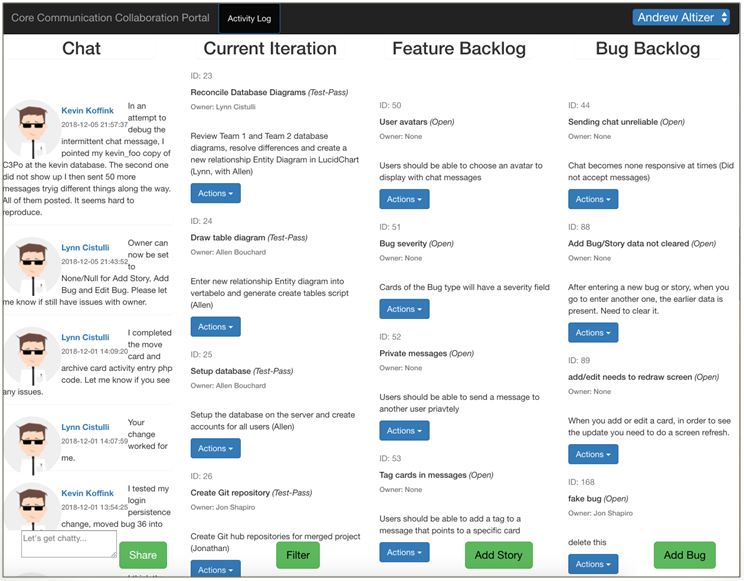 Core Communication Collaboration Portal
Activity Log
Andrew Altizer
Chat
Kevin Koffink
2018-12-05 21:57:37
In an
attempt to
debug the
intermittent chat message, I
pointed my kevin_foo copy of
C3Po at the kevin database. The second one
did not show up I then sent 50 more
messages tryig different things along the way.
All of them posted. It seems hard to
reproduce.
Lynn Cistulli
2018-12-05 21:43:52
Owner can
now be set
to
None/Null for Add Story, Add
Bug and Edit Bug. Please let
me know if still have issues with owner.
Lynn Cistulli
2018-12-01 14:09:20
I completed
the move
card and
archive card activity entry php
code. Let me know if you see
any issues.
Lynn Cistulli
2018-12-01 14:07:59
Your
change
worked for
me.
Kevin Koffink
2018-12-01 13:54:25
I tested my
login
persistence
change, moved bug 36 into
Let's get chatty...
Share
Current Iteration
ID: 23
Reconcile Database Diagrams (Test-Pass)
Owner: Lynn Cistulli
Review Team 1 and Team 2 database
diagrams, resolve differences and create a
new relationship Entity Diagram in LucidChart
(Lynn, with Allen)
Actions
ID: 24
Draw table diagram (Test-Pass)
Owner: Allen Bouchard
Enter new relationship Entity diagram into
vertabelo and generate create tables script
(Allen)
Actions
ID: 25
Setup database (Test-Pass)
Owner: Allen Bouchard
Setup the database on the server and create
accounts for all users (Allen)
Actions
ID: 26
Create Git repository (Test-Pass)
Owner: Jon Shapiro
Create Git hub repositories for merged project
(Jonathan)
Actions
Filter
Feature Backlog
ID: 50
User avatars (Open)
Owner: None
Users should be able to choose an avatar to
display with chat messages
Actions
ID: 51
Bug severity (Open)
Owner: None
Cards of the Bug type will have a severity field
Actions
ID: 52
Private messages (Open)
Owner: None
Users should be able to send a message to
another user priavtely
Actions
ID: 53
Tag cards in messages (Open)
Owner: None
Users should be able to add a tag to a
message that points to a specific card
Actions
Add Story
Bug Backlog
ID: 44
Sending chat unreliable (Open)
Owner: None
Chat becomes none responsive at times (Did
not accept messages)
Actions
ID: 88
Add Bug/Story data not cleared (Open)
Owner: None
After entering a new bug or story, when you
go to enter another one, the earlier data is
present. Need to clear it.
Actions
ID: 89
add/edit needs to redraw screen (Open)
Owner: None
When you add or edit a card, in order to see
the update you need to do a screen refresh.
Actions
ID: 168
fake bug (Open)
Owner: Jon Shapiro
delete this
Actions
Add Bug